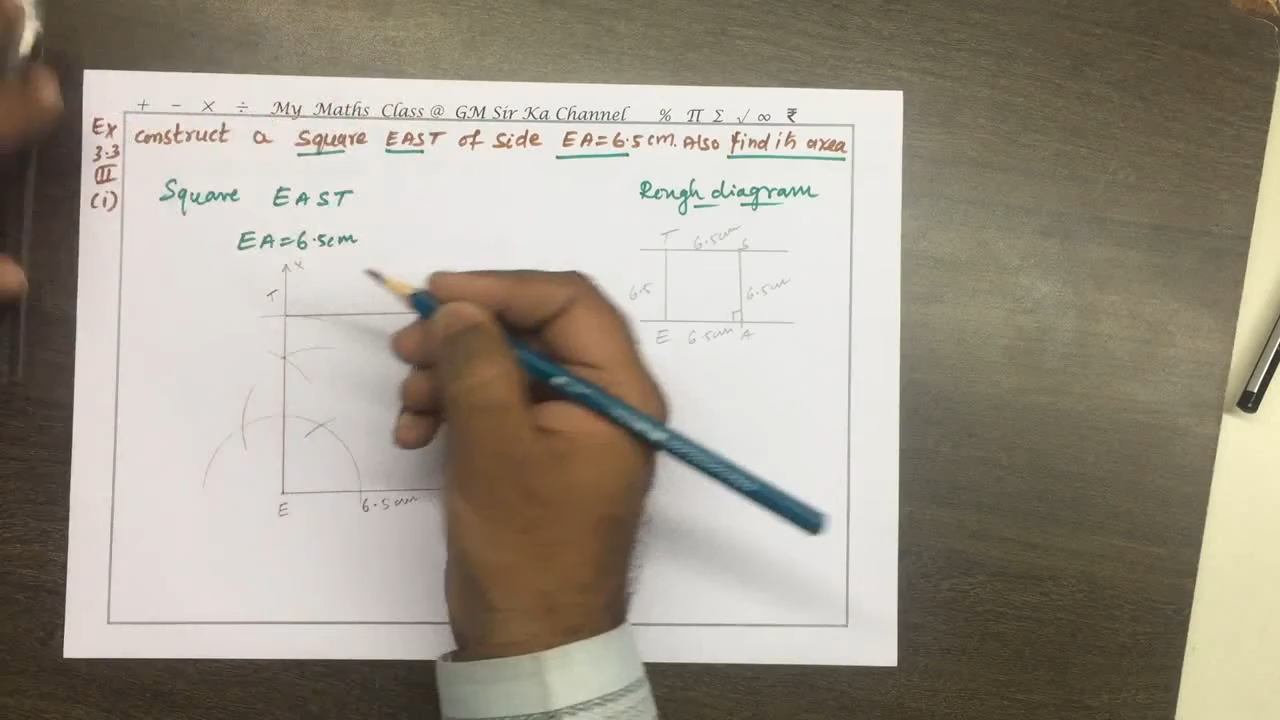 + − × ÷ My Maths Class @ GM Sir Ka Channel % Π Σ √ ∞ ₹
Ex 3.3 II (i)
Construct a Square EAST of side EA=6.5cm. Also find its area
Square EAST
EA=6.5cm
Rough diagram
T 6.5cm S
6.5 6.5cm
E 6.5cm A
X
T
E 6.5cm